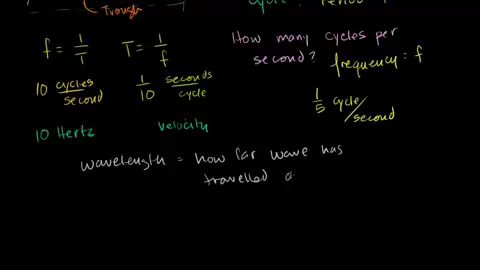 Trough
cycle? Period
f = 1/T
T = 1/f
How many cycles per
second? frequency = f
10 cycles/second
1/10 seconds/cycle
1/5 cycle/second
10 Hertz
velocity
wavelength = how far wave has
travelled a